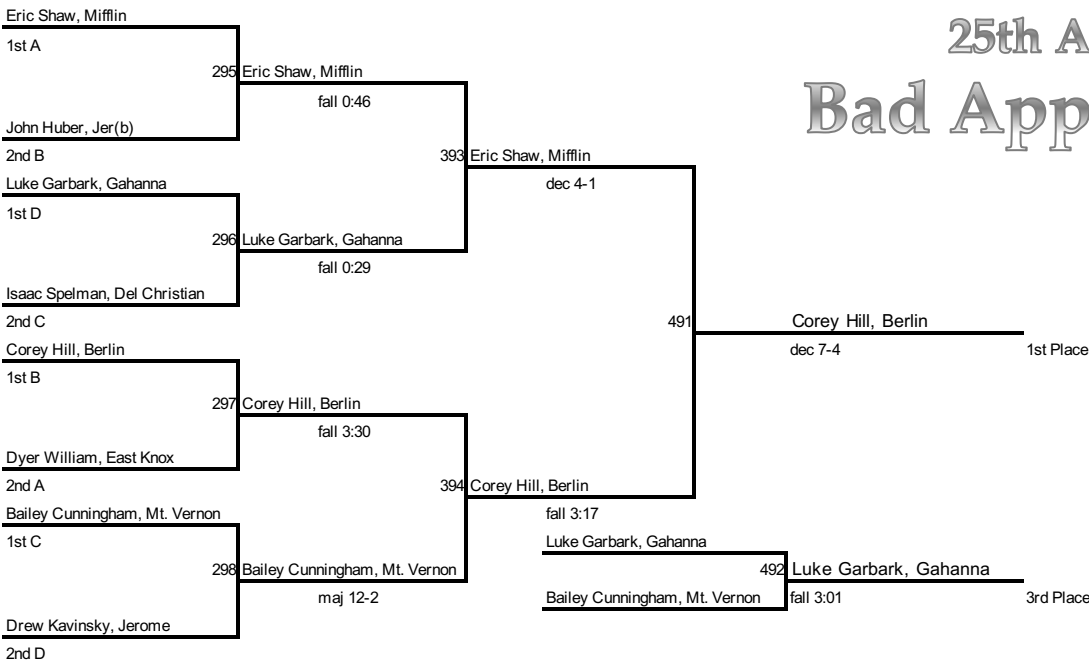 Eric Shaw, Mifflin
25th A
1st A
295 Eric Shaw, Mifflin
fall 0:46
Bad App
John Huber, Jer(b)
2nd B
393 Eric Shaw, Mifflin
dec 4-1
Luke Garbark, Gahanna
1st D
296 Luke Garbark, Gahanna
fall 0:29
Isaac Spelman, Del Christian
2nd C
491 Corey Hill, Berlin
dec 7-4
1st Place
Corey Hill, Berlin
1st B
297 Corey Hill, Berlin
fall 3:30
Dyer William, East Knox
2nd A
394 Corey Hill, Berlin
fall 3:17
Bailey Cunningham, Mt. Vernon
1st C
298 Bailey Cunningham, Mt. Vernon
maj 12-2
Drew Kavinsky, Jerome
2nd D
Luke Garbark, Gahanna
492 Luke Garbark, Gahanna
Bailey Cunningham, Mt. Vernon
fall 3:01
3rd Place